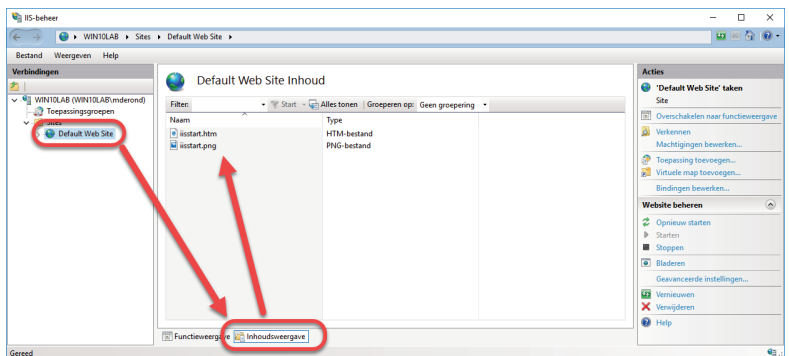 IIS-beheer
WIN10LAB Sites Default Web Site
Bestand Weergeven Help
Verbindingen
WIN10LAB (WIN10LAB\mderond)
Toepassingsgroepen
Sites
Default Web Site
Default Web Site Inhoud
Filter: Start Alles tonen Groeperen op: Geen groepering
Naam Type
iisstart.htm HTM-bestand
iisstart.png PNG-bestand
Functieweergave Inhoudsweergave
Acties
'Default Web Site' taken
Site
Overschakelen naar functieweergave
Verkennen
Machtigingen bewerken...
Toepassing toevoegen...
Virtuele map toevoegen...
Bindingen bewerken...
Website beheren
Opnieuw starten
Starten
Stoppen
Bladeren
Geavanceerde instellingen...
Vernieuwen
Verwijderen
Help
Gereed